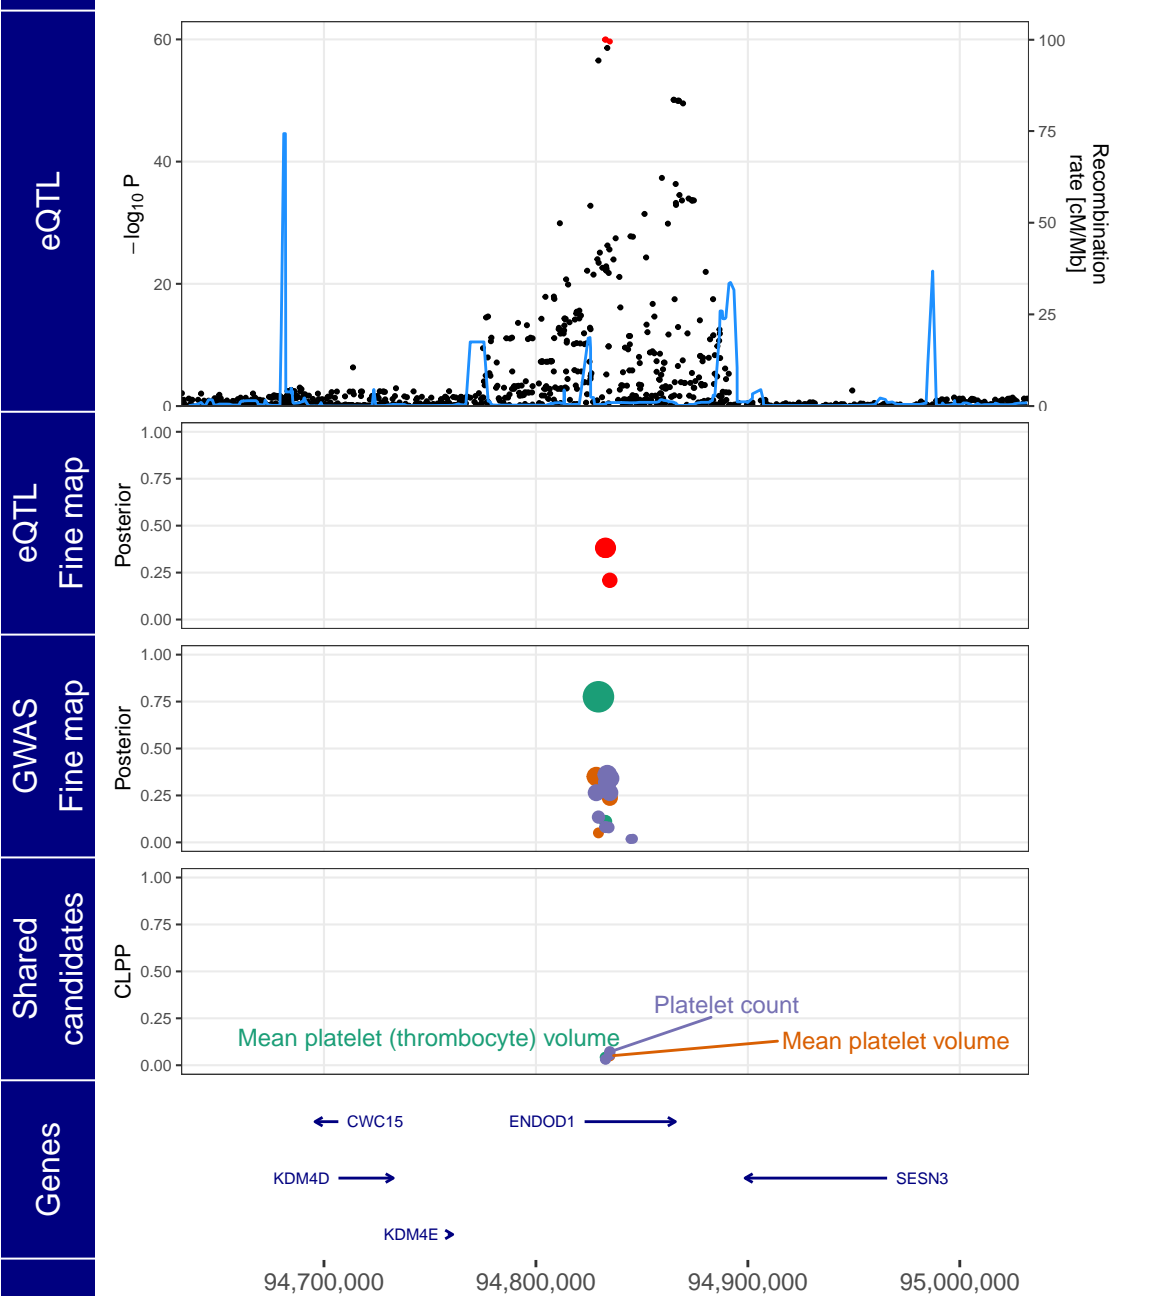 eQTL
−log10 P
60
40
20
0
100
75
50
25
0
Recombination
rate [cM/Mb]
eQTL
Fine map
Posterior
1.00
0.75
0.50
0.25
0.00
GWAS
Fine map
Posterior
1.00
0.75
0.50
0.25
0.00
Shared
candidates
CLPP
1.00
0.75
0.50
0.25
0.00
Platelet count
Mean platelet (thrombocyte) volume
Mean platelet volume
Genes
CWC15
ENDOD1
KDM4D
SESN3
KDM4E
94,700,000
94,800,000
94,900,000
95,000,000